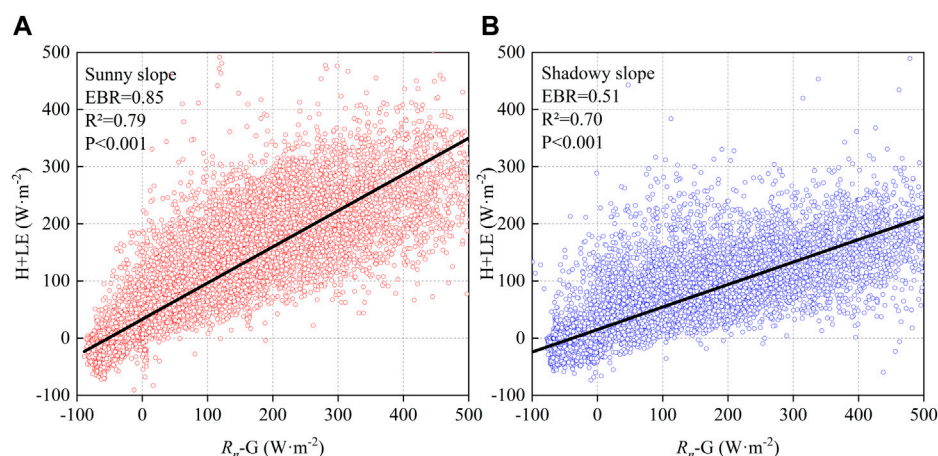 A
500
400
300
200
100
0
-100
H+LE (W·m⁻²)
Sunny slope
EBR=0.85
R²=0.79
P<0.001
-100 0 100 200 300 400 500
Rₙ-G (W·m⁻²)
B
500
400
300
200
100
0
-100
H+LE (W·m⁻²)
Shadowy slope
EBR=0.51
R²=0.70
P<0.001
-100 0 100 200 300 400 500
Rₙ-G (W·m⁻²)